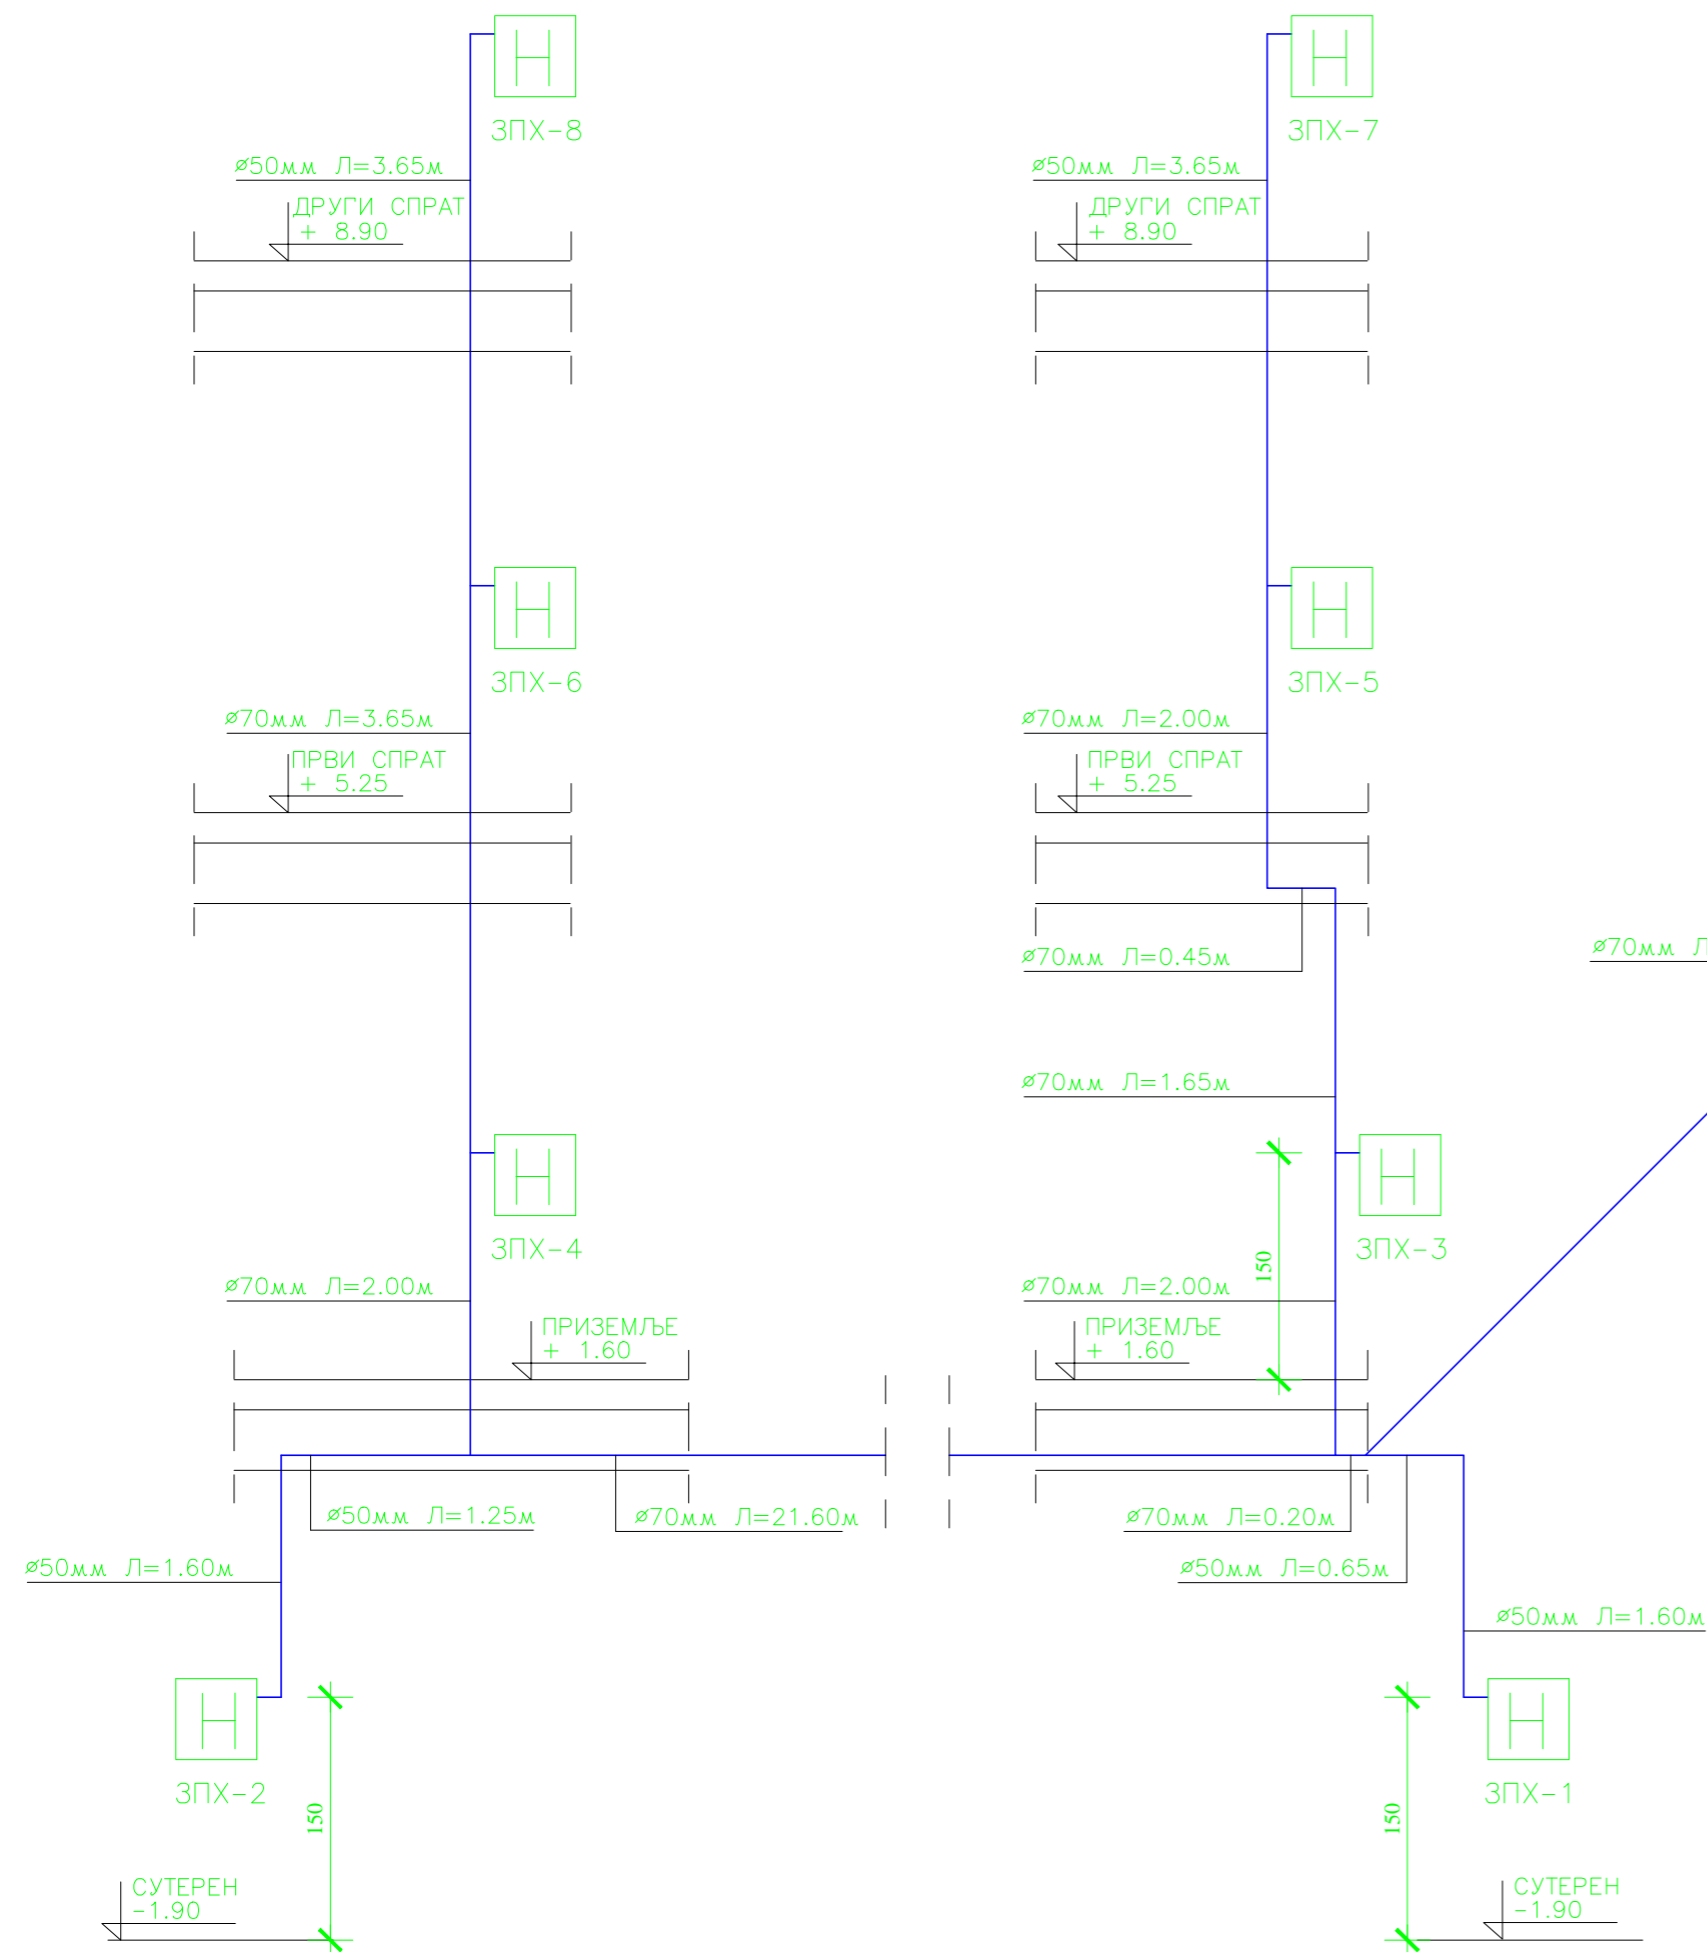 H
H
ЗПХ-8
ЗПХ-7
ø50мм Л=3.65м
ø50мм Л=3.65м
ДРУГИ СПРАТ
+ 8.90
ДРУГИ СПРАТ
+ 8.90
H
H
ЗПХ-6
ЗПХ-5
ø70мм Л=3.65м
ø70мм Л=2.00м
ПРВИ СПРАТ
+ 5.25
ПРВИ СПРАТ
+ 5.25
ø70мм Л=0.45м
ø70мм Л
ø70мм Л=1.65м
H
H
ЗПХ-4
ЗПХ-3
150
ø70мм Л=2.00м
ø70мм Л=2.00м
ПРИЗЕМЉЕ
+ 1.60
ПРИЗЕМЉЕ
+ 1.60
ø50мм Л=1.25м
ø70мм Л=21.60м
ø70мм Л=0.20м
ø50мм Л=1.60м
ø50мм Л=0.65м
ø50мм Л=1.60м
H
H
ЗПХ-2
ЗПХ-1
150
150
СУТЕРЕН
-1.90
СУТЕРЕН
-1.90